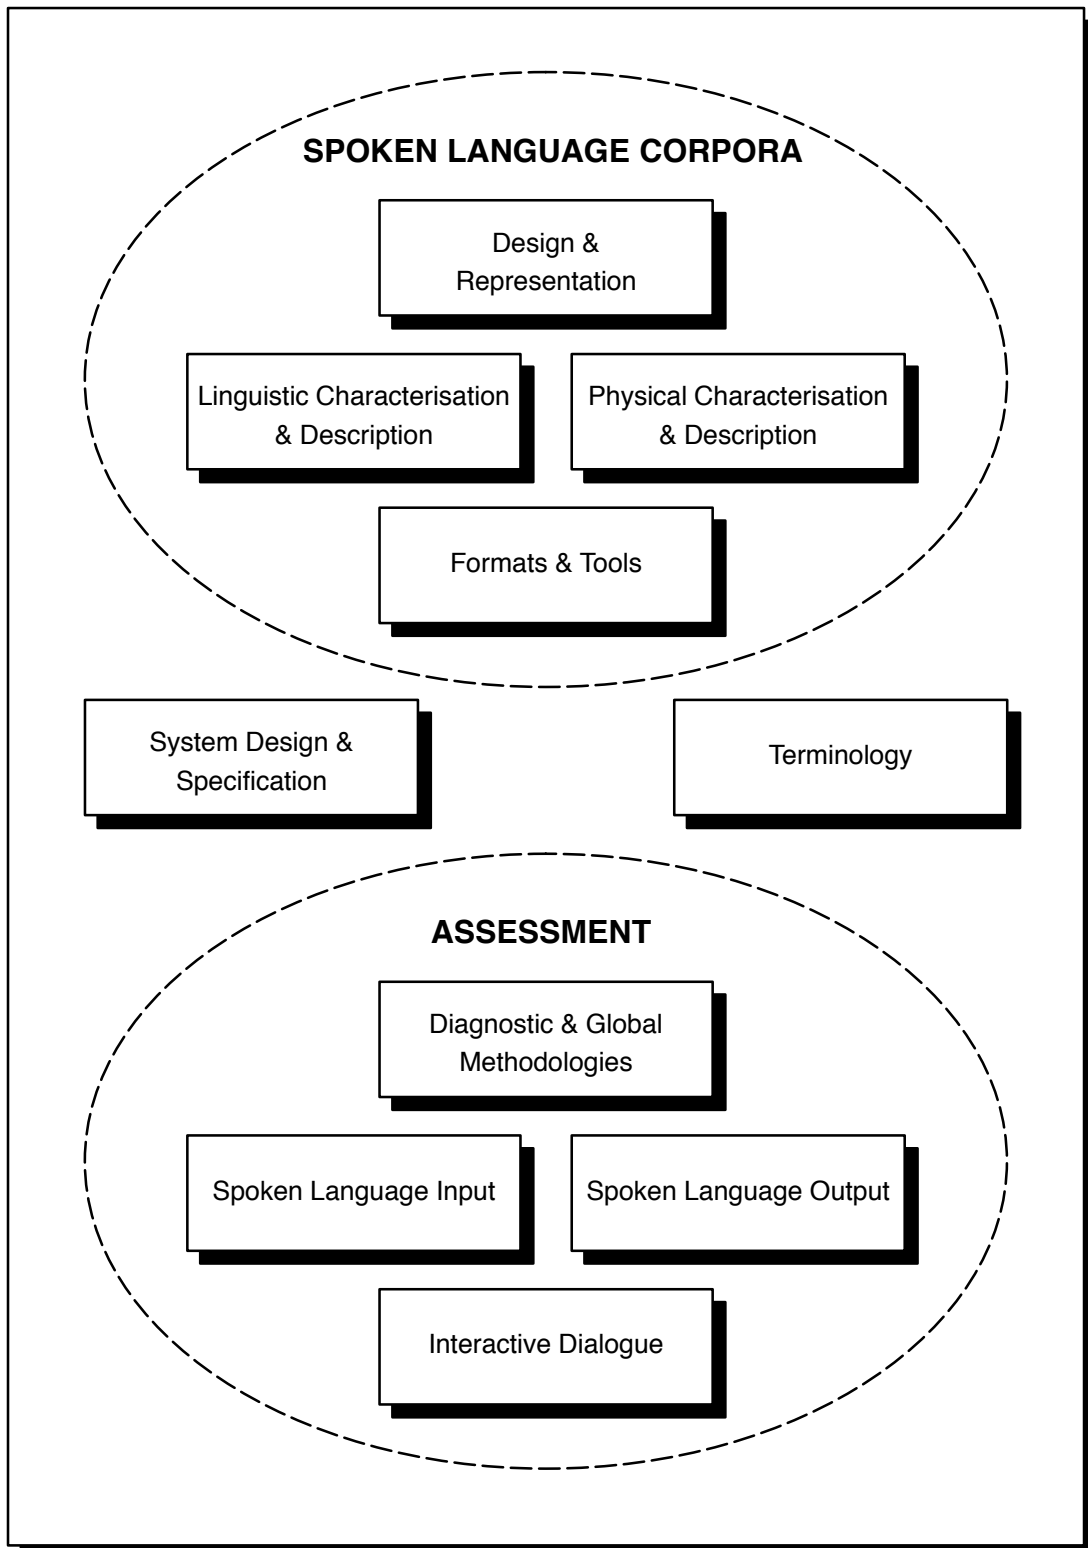 SPOKEN LANGUAGE CORPORA
Design &
Representation
Linguistic Characterisation
& Description
Physical Characterisation
& Description
Formats & Tools
System Design &
Specification
Terminology
ASSESSMENT
Diagnostic & Global
Methodologies
Spoken Language Input
Spoken Language Output
Interactive Dialogue